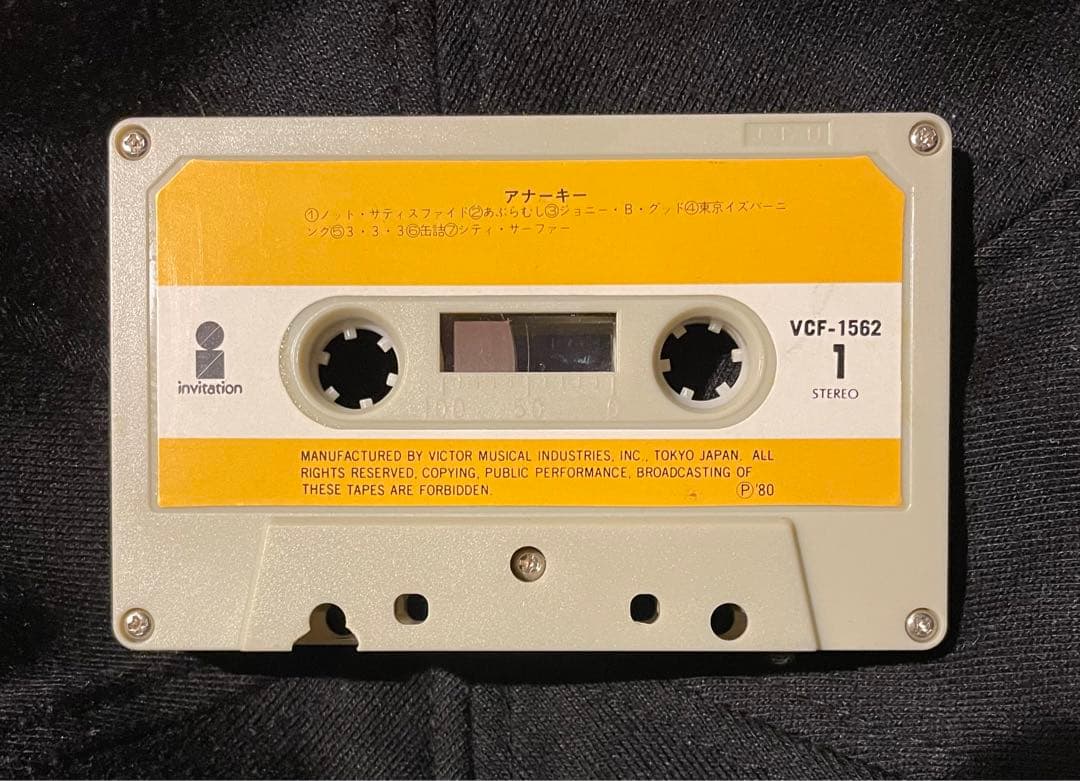 アナーキー
①ノット・サティスファイド②あぶらむし③ジョニー・B・グッド④東京イズバーニ
ング⑤3・3・3⑥缶詰⑦シティ・サーファー
invitation
VCF-1562
1
STEREO
100 50 0
MANUFACTURED BY VICTOR MUSICAL INDUSTRIES, INC., TOKYO JAPAN. ALL
RIGHTS RESERVED, COPYING, PUBLIC PERFORMANCE, BROADCASTING OF
THESE TAPES ARE FORBIDDEN.
Ⓟ'80